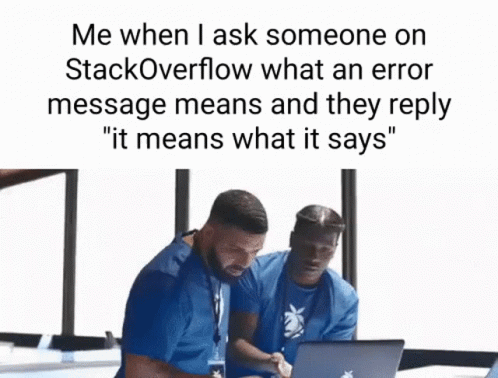 Me when I ask someone on
StackOverflow what an error
message means and they reply
"it means what it says"